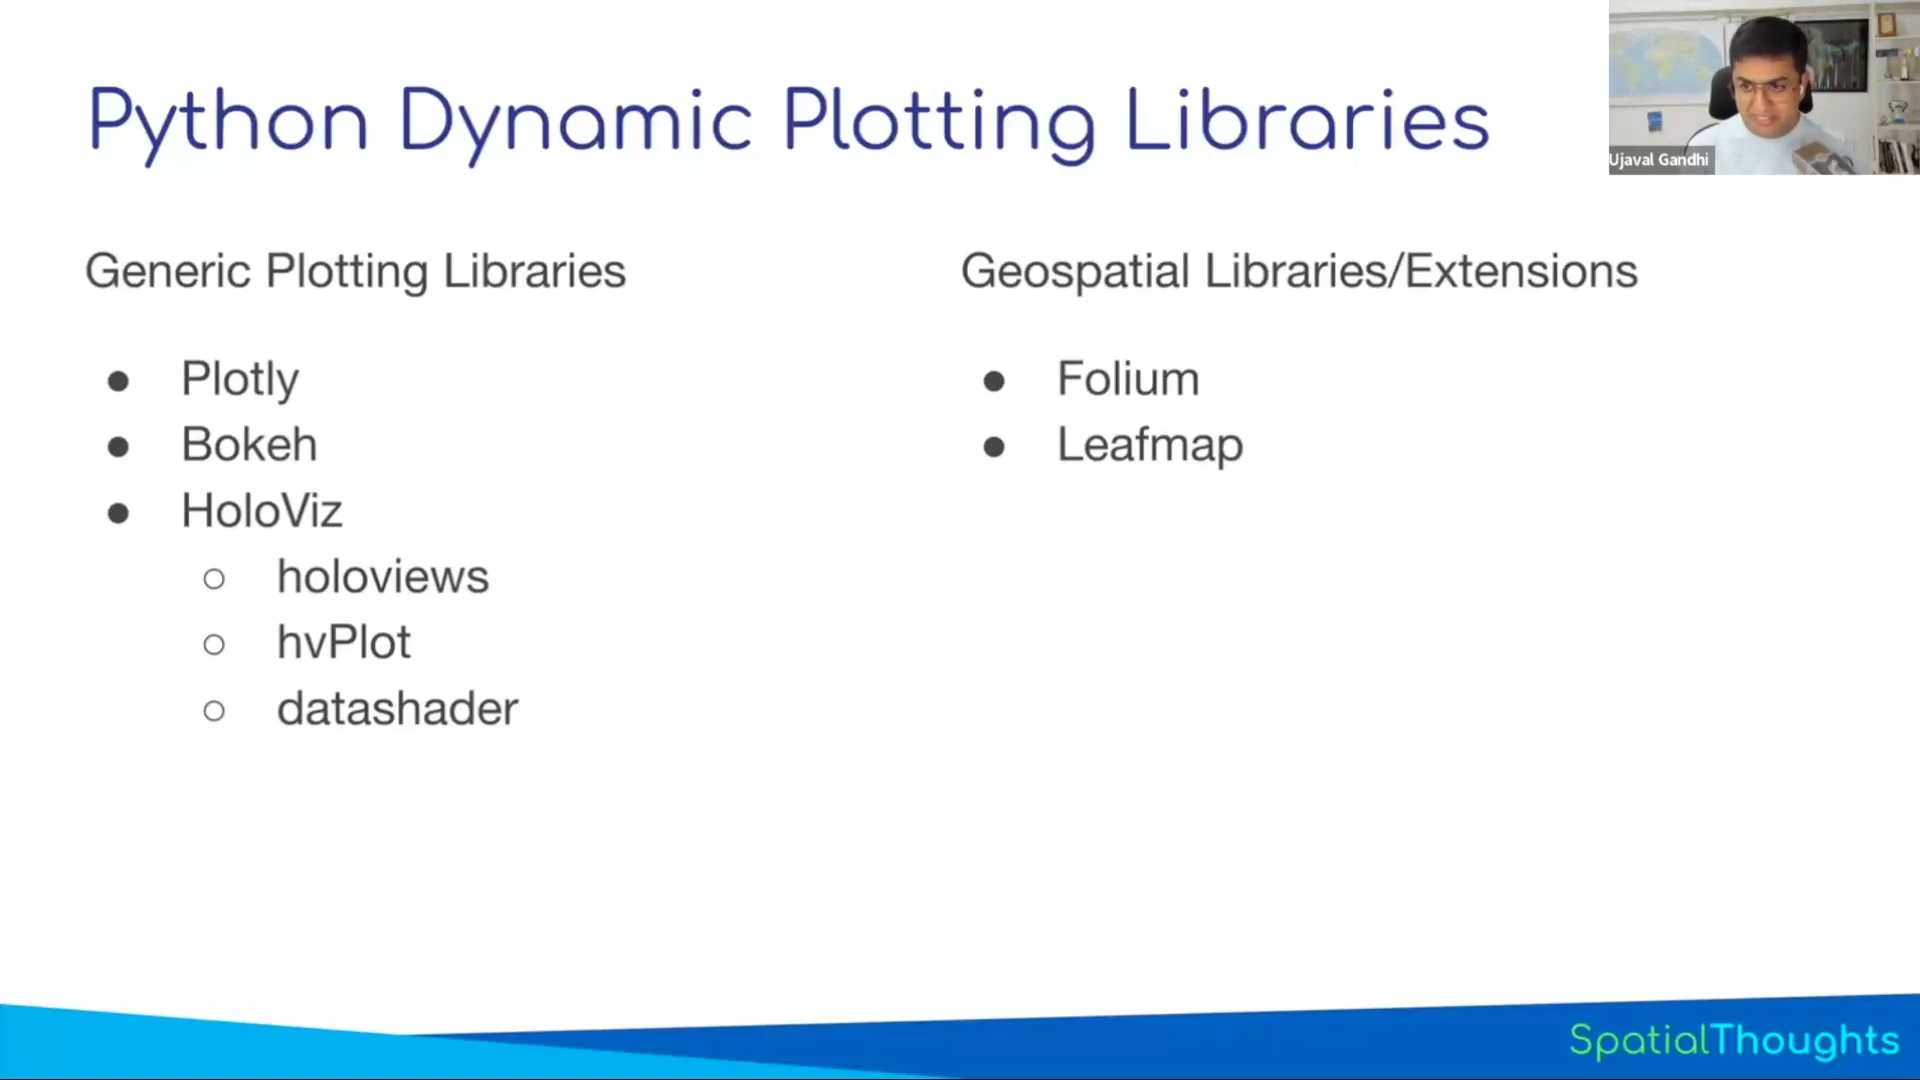 Python Dynamic Plotting Libraries
Ujaval Gandhi
Generic Plotting Libraries
● Plotly
● Bokeh
● HoloViz
○ holoviews
○ hvPlot
○ datashader
Geospatial Libraries/Extensions
● Folium
● Leafmap
SpatialThoughts